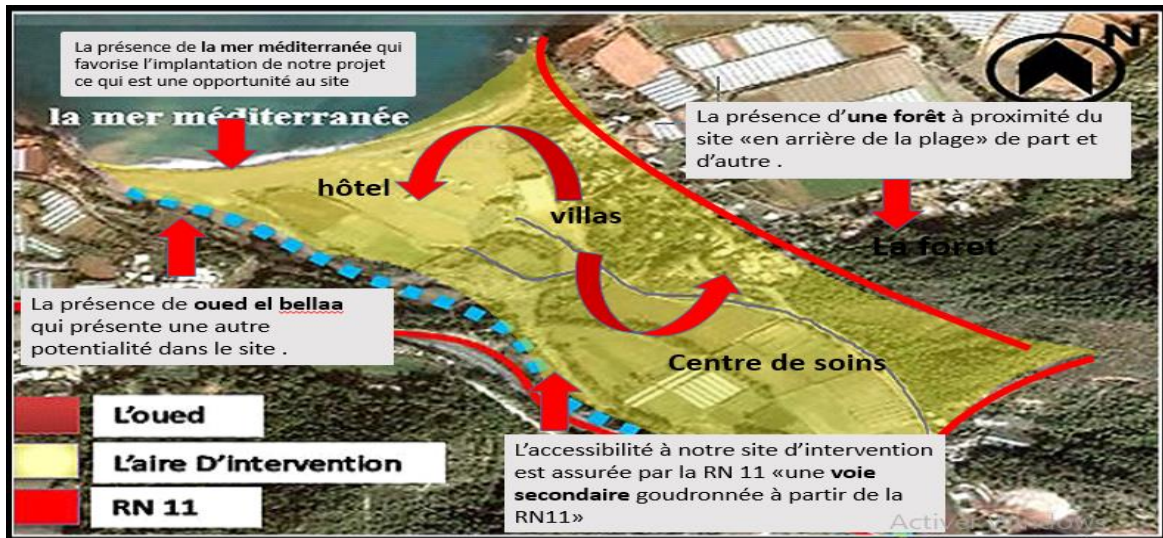 La présence de la mer méditerranée qui
favorise l'implantation de notre projet
ce qui est une opportunité au site
N
la mer méditerranée
La présence d'une forêt à proximité du
site «en arrière de la plage» de part et
d'autre .
hôtel
villas
La foret
La présence de oued el bellaa
qui présente une autre
potentialité dans le site .
Centre de soins
L'oued
L'aire D'intervention
RN 11
L'accessibilité à notre site d'intervention
est assurée par la RN 11 «une voie
secondaire goudronnée à partir de la
RN11»
Activer Windows